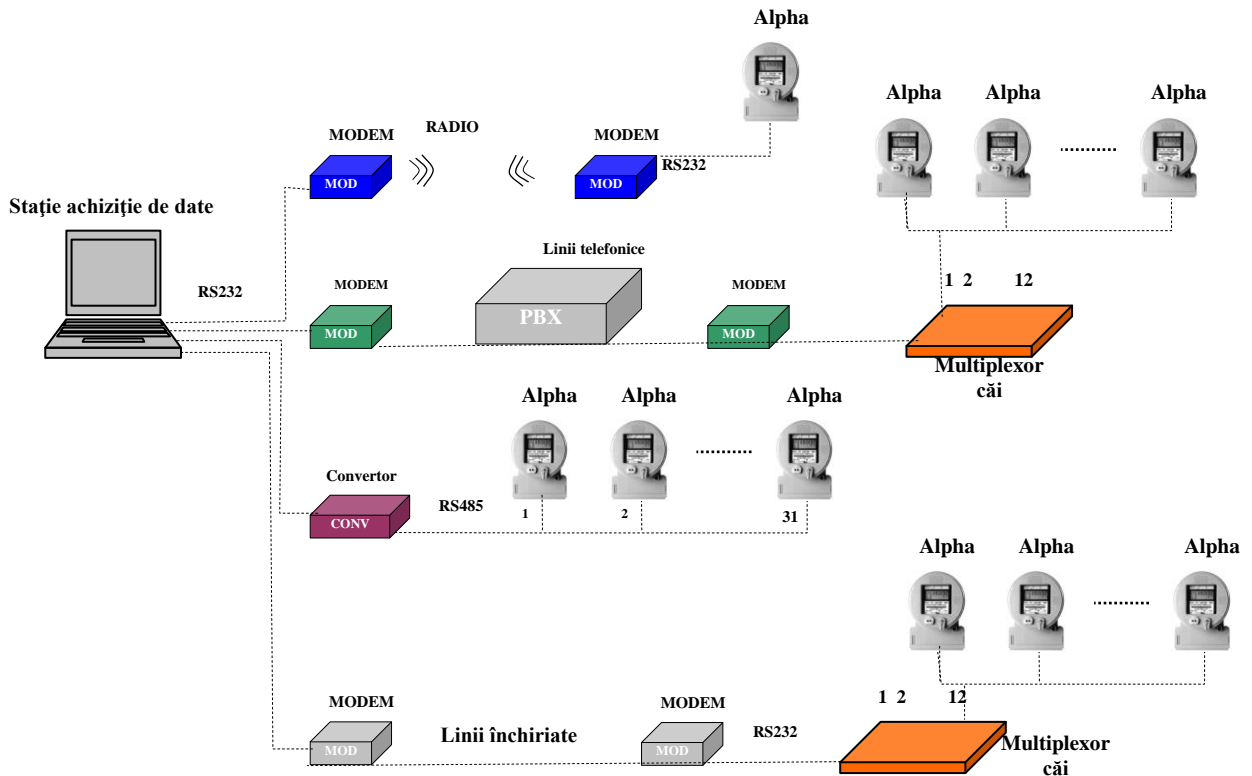 Alpha
Alpha Alpha Alpha
MODEM RADIO MODEM
MOD MOD RS232
Staţie achiziţie de date
Linii telefonice
RS232 MODEM MODEM
1 2 12
PBX
MOD MOD
Multiplexor
căi
Alpha Alpha Alpha
Convertor
RS485 1 2 31
CONV
Alpha Alpha Alpha
MODEM MODEM 1 2 12
Linii închiriate RS232
MOD MOD
Multiplexor
căi